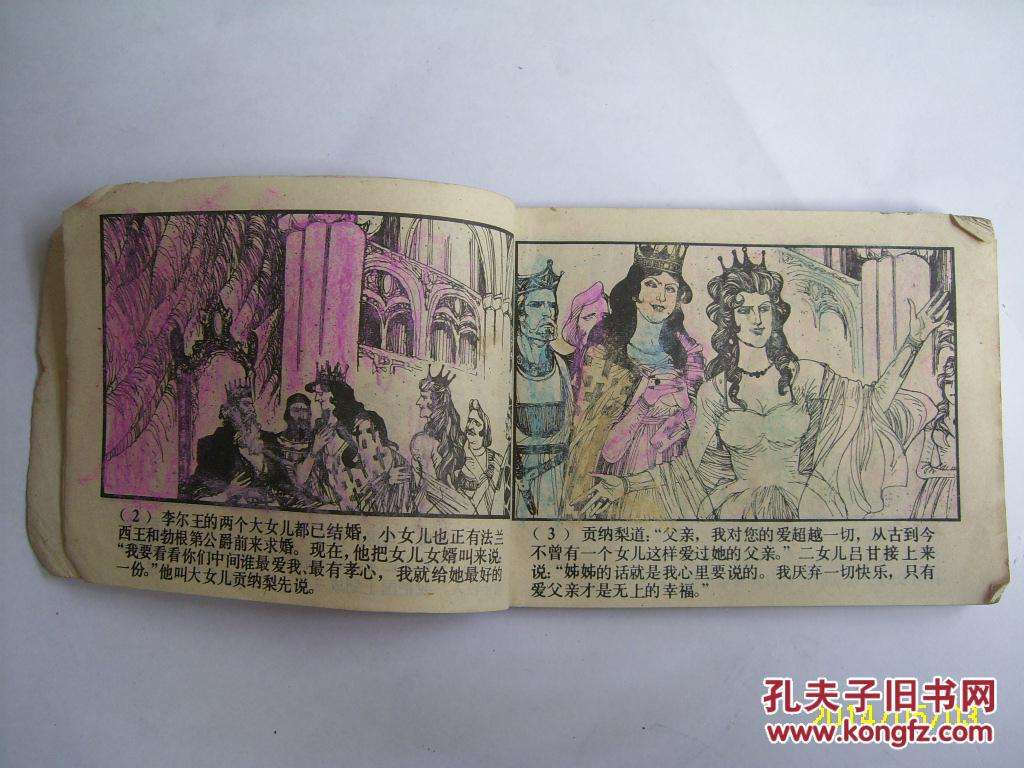 （2）李尔王的两个大女儿都已结婚，小女儿也正有法兰
西王和勃根第公爵前来求婚。现在，他把女儿女婿叫来说：
“我要看看你们中间谁最爱我、最有孝心，我就给她最好的
一份。”他叫大女儿贡纳梨先说。
（3）贡纳梨道：“父亲，我对您的爱超越一切，从古到今
不曾有一个女儿这样爱过她的父亲。”二女儿吕甘接上来
说：“姊姊的话就是我心里要说的。我厌弃一切快乐，只有
爱父亲才是无上的幸福。”
孔夫子旧书网
www.kongfz.com